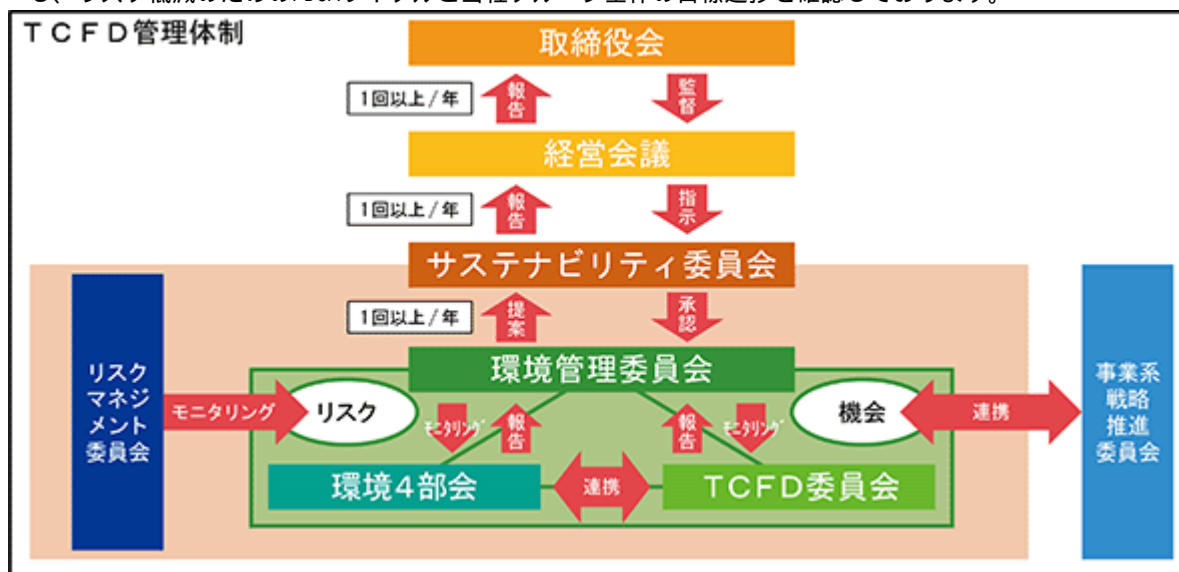 ＴＣＦＤ管理体制
取締役会
1回以上/年
報告
監督
経営会議
1回以上/年
報告
指示
サステナビリティ委員会
1回以上/年
提案
承認
環境管理委員会
リスク
マネジ
メント
委員会
モニタリング
リスク
ﾓﾆﾀﾘﾝｸﾞ
報告
報告
ﾓﾆﾀﾘﾝｸﾞ
機会
連携
事業系
戦略
推進
委員会
環境４部会
連携
ＴＣＦＤ委員会